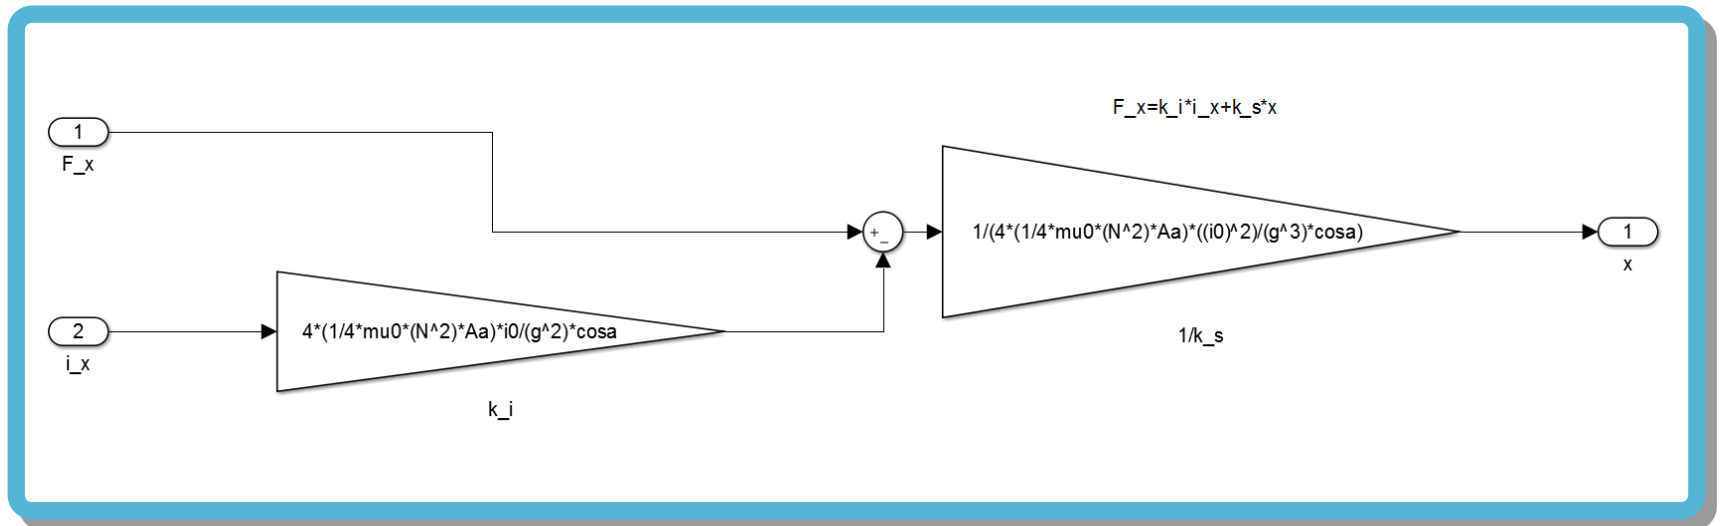 F_x=k_i*i_x+k_s*x
1
F_x
+
_
1/(4*(1/4*mu0*(N^2)*Aa)*((i0)^2)/(g^3)*cosa)
1
x
2
i_x
4*(1/4*mu0*(N^2)*Aa)*i0/(g^2)*cosa
1/k_s
k_i